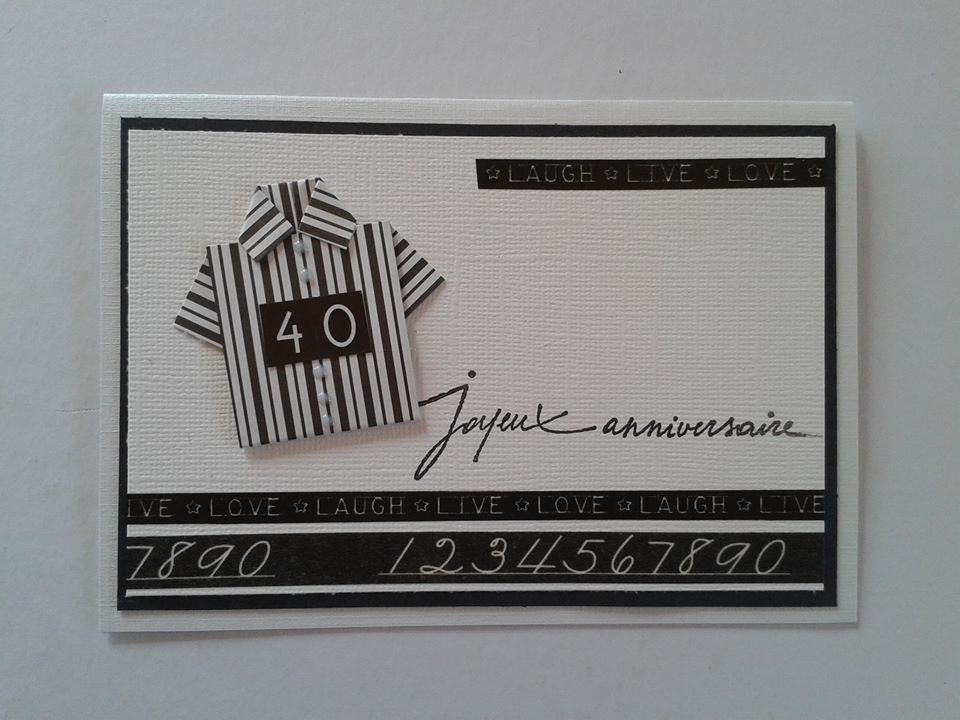 ☆ LAUGH ☆ LIVE ☆ LOVE ☆
40
joyeux anniversaire
IVE ☆ LOVE ☆ LAUGH ☆ LIVE ☆ LOVE ☆ LAUGH ☆ LIVE
7890 1234567890